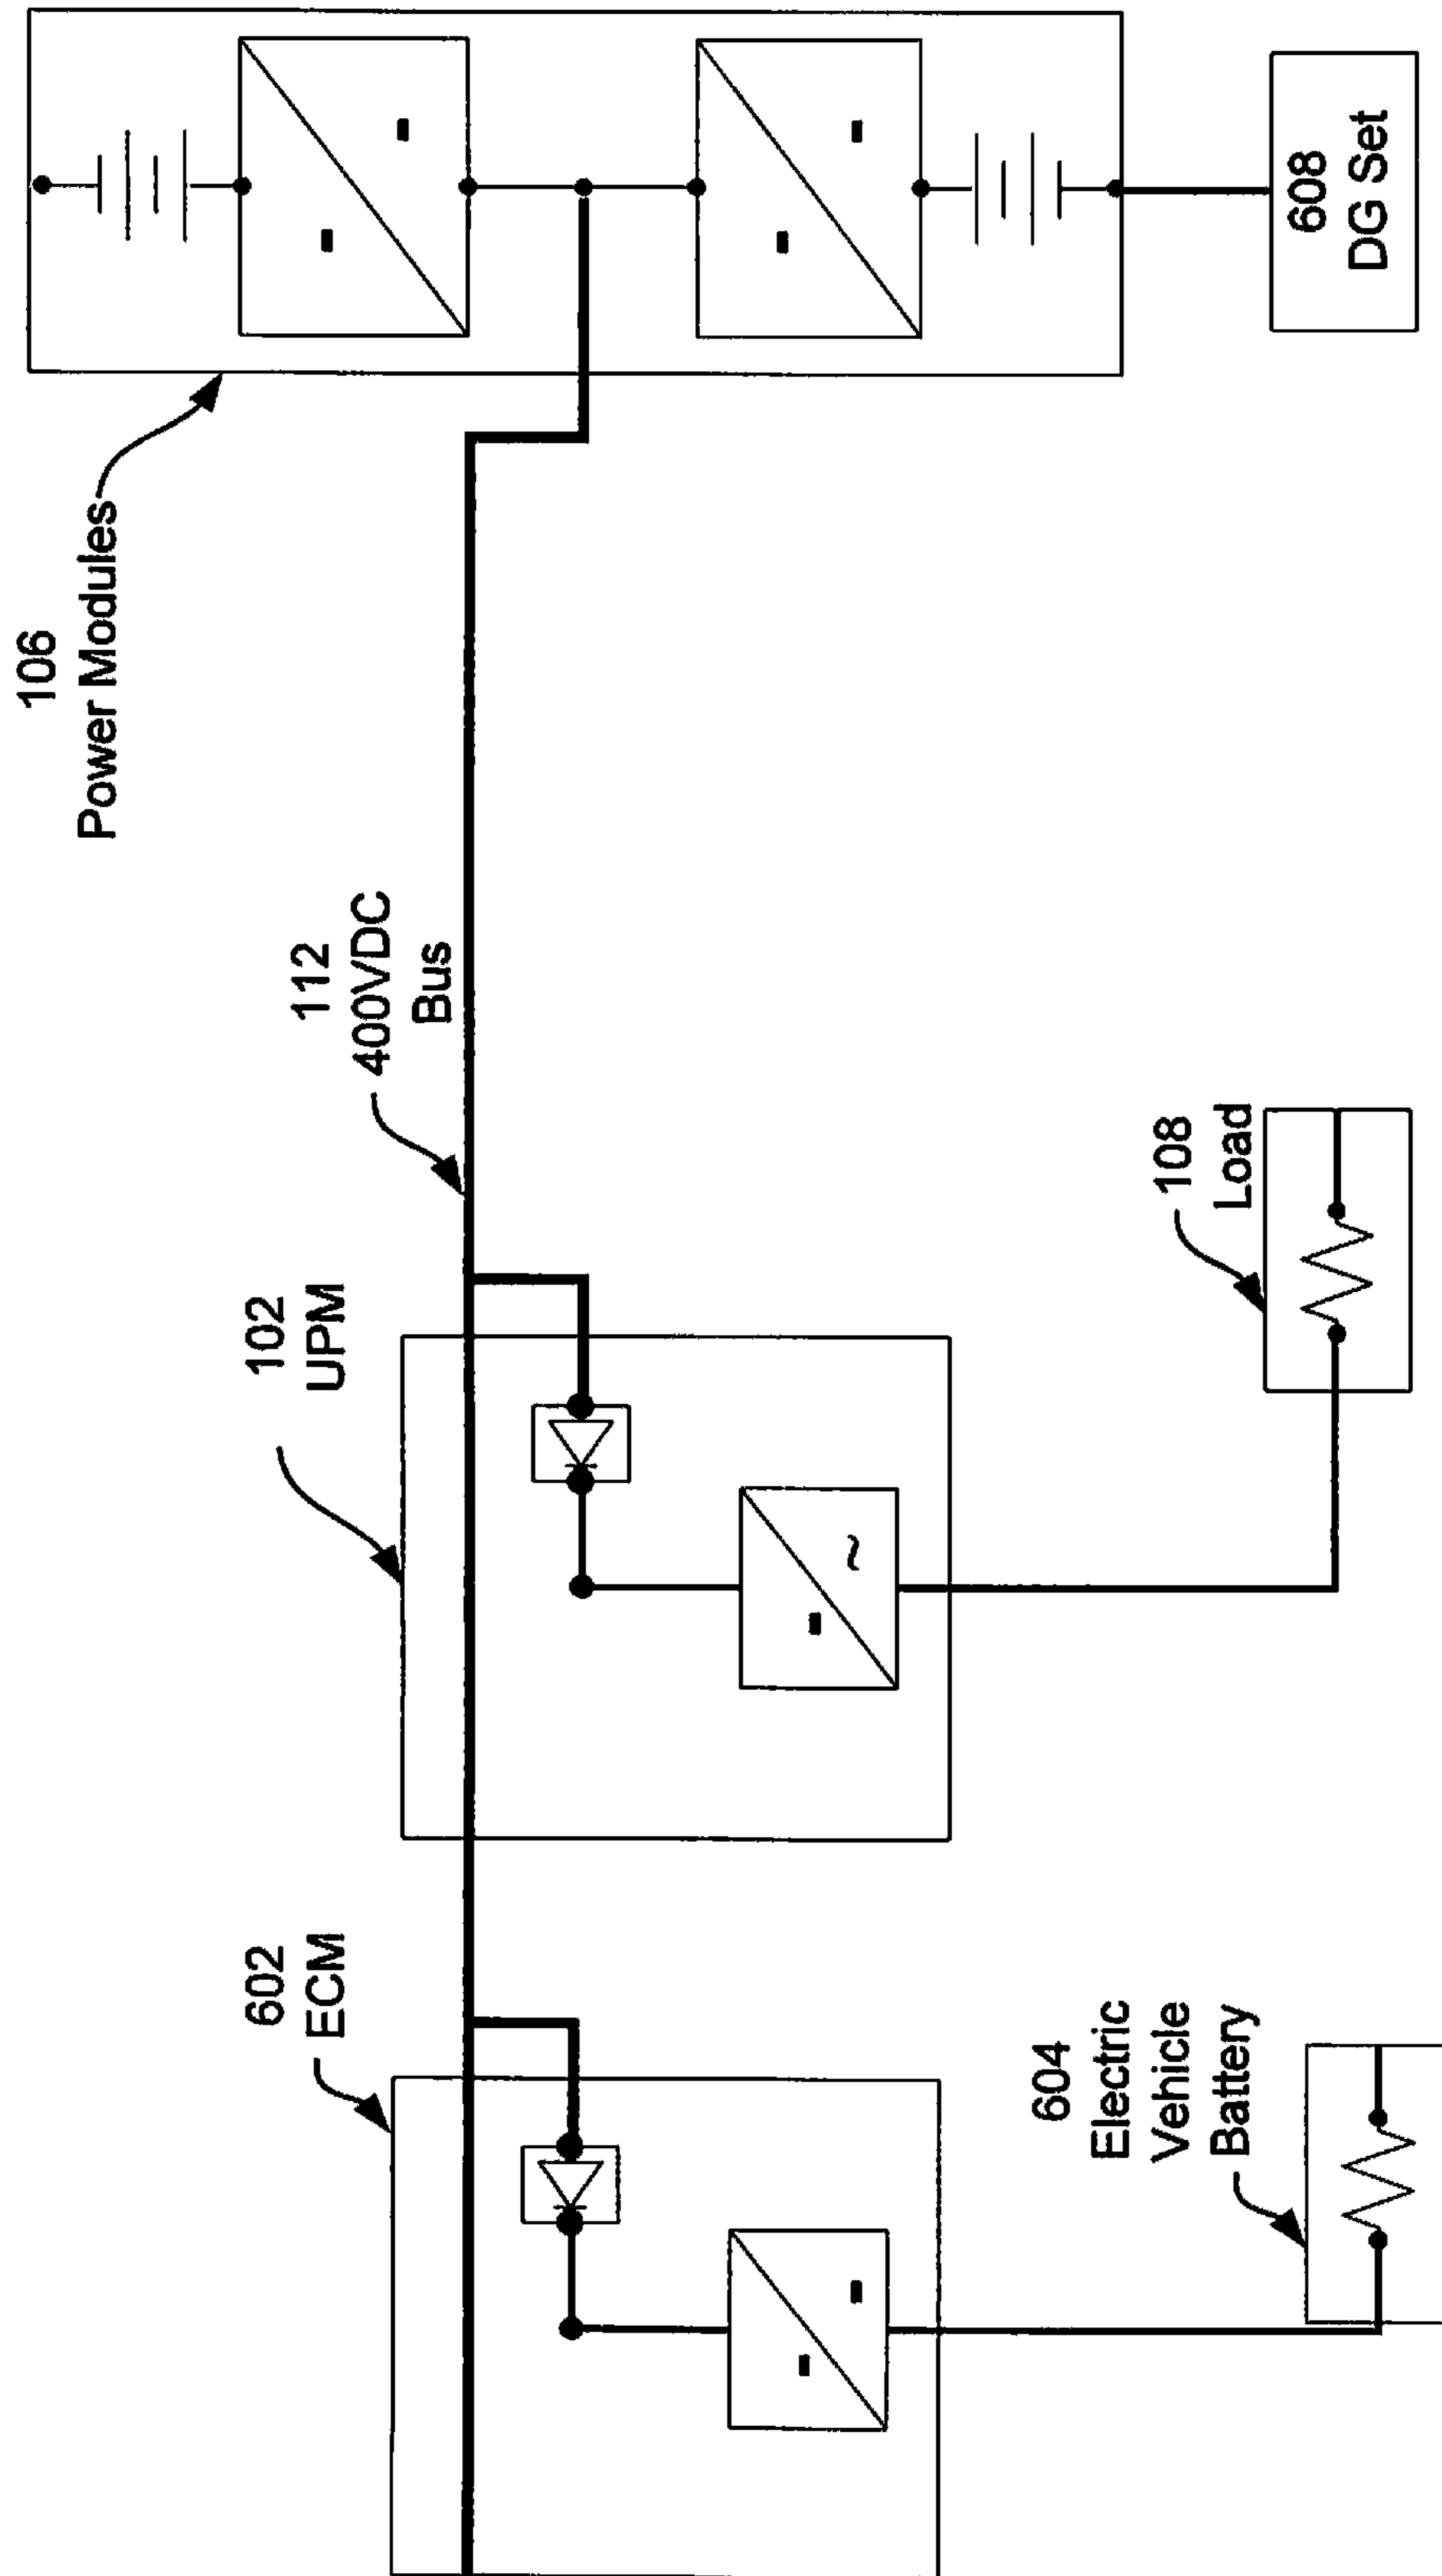 602
ECM
604
Electric
Vehicle
Battery
102
UPM
108
Load
112
400VDC
Bus
106
Power Modules
608
DG Set